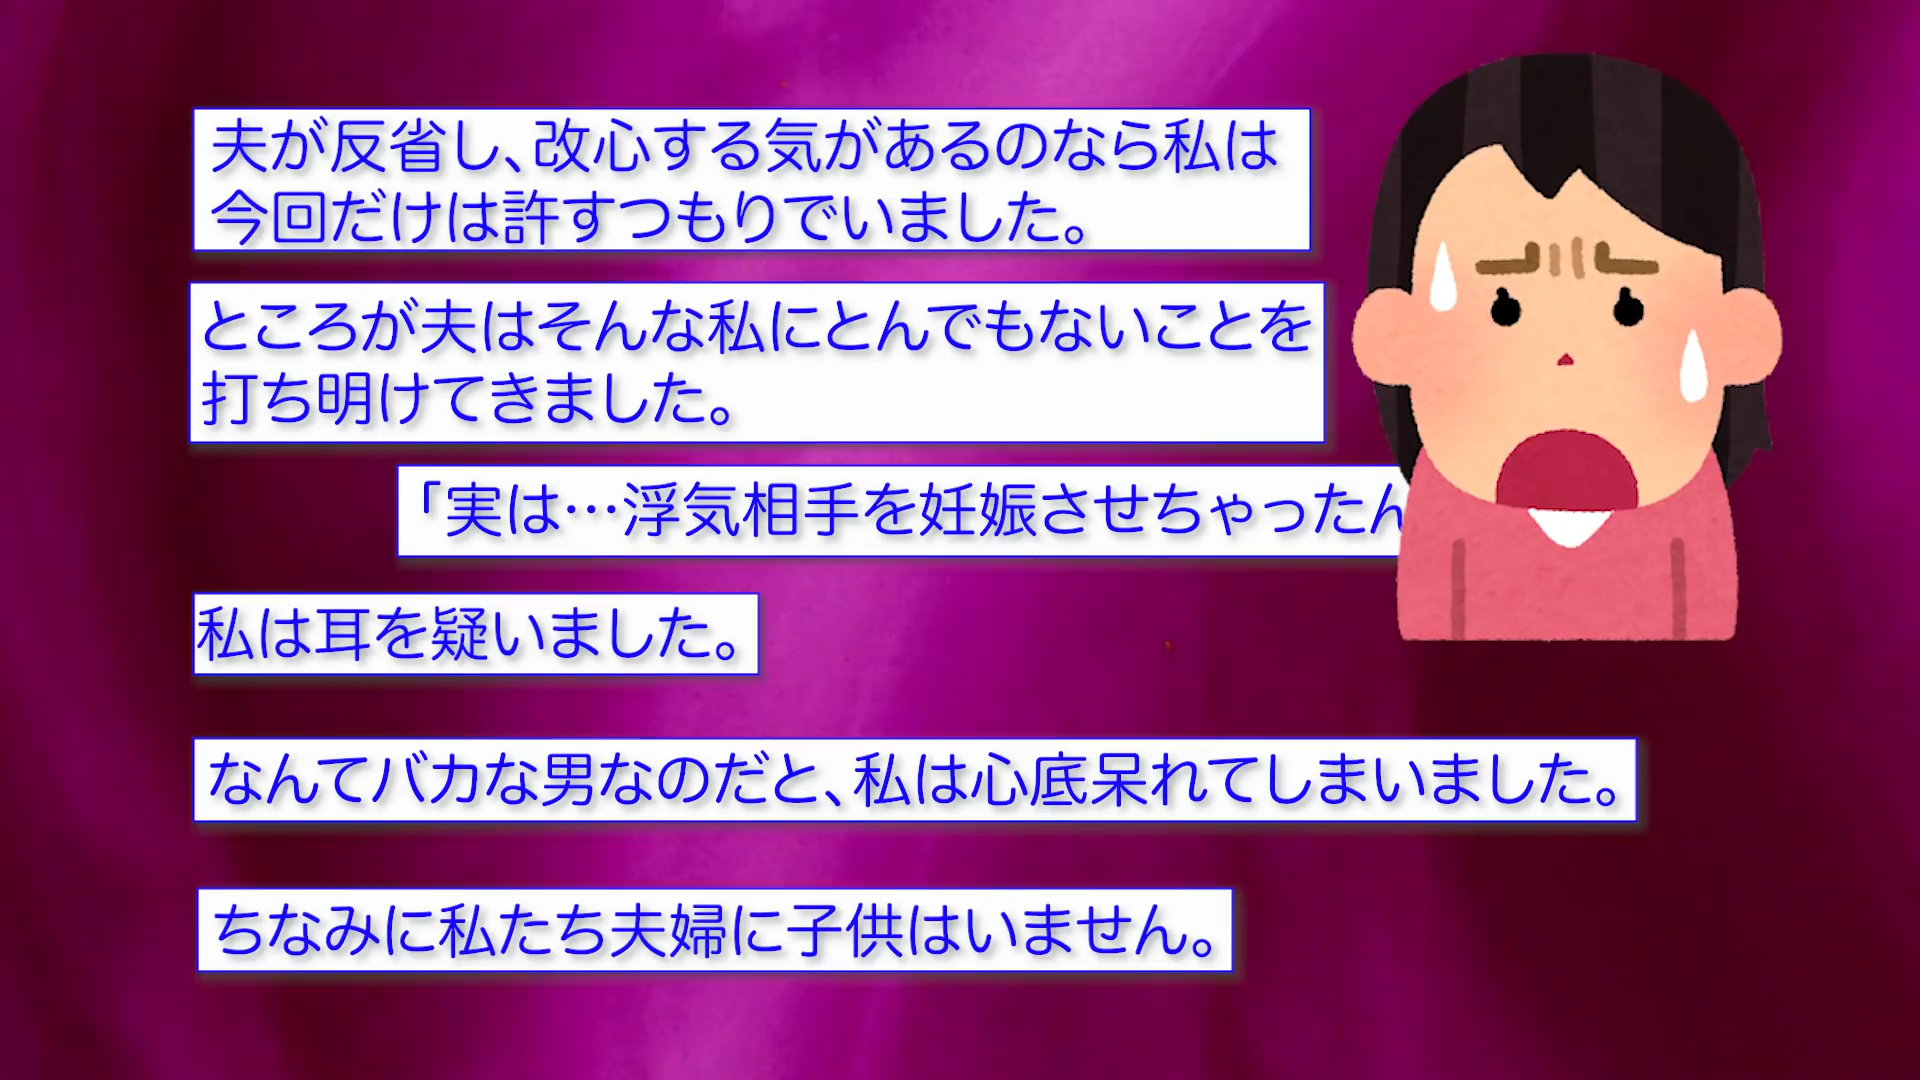 夫が反省し、改心する気があるのなら私は
今回だけは許すつもりでいました。
ところが夫はそんな私にとんでもないことを
打ち明けてきました。
「実は…浮気相手を妊娠させちゃったん
私は耳を疑いました。
なんてバカな男なのだと、私は心底呆れてしまいました。
ちなみに私たち夫婦に子供はいません。